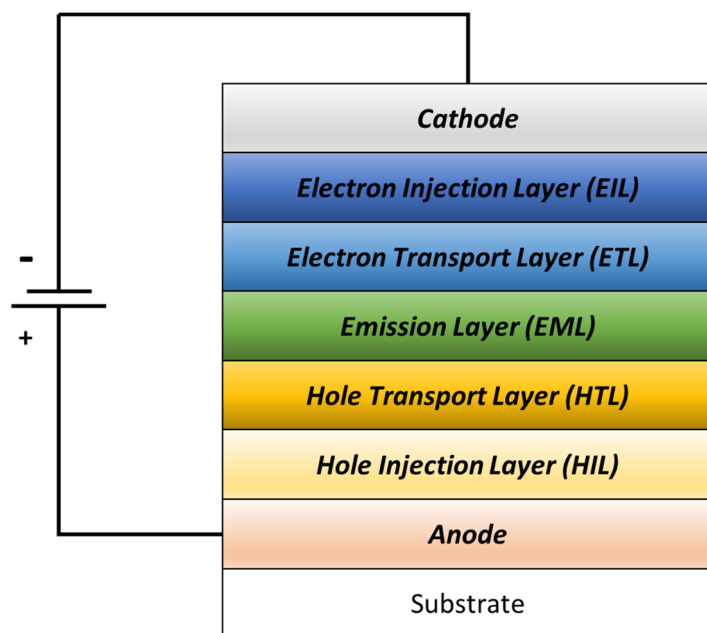 Cathode
Electron Injection Layer (EIL)
Electron Transport Layer (ETL)
-
Emission Layer (EML)
+
Hole Transport Layer (HTL)
Hole Injection Layer (HIL)
Anode
Substrate